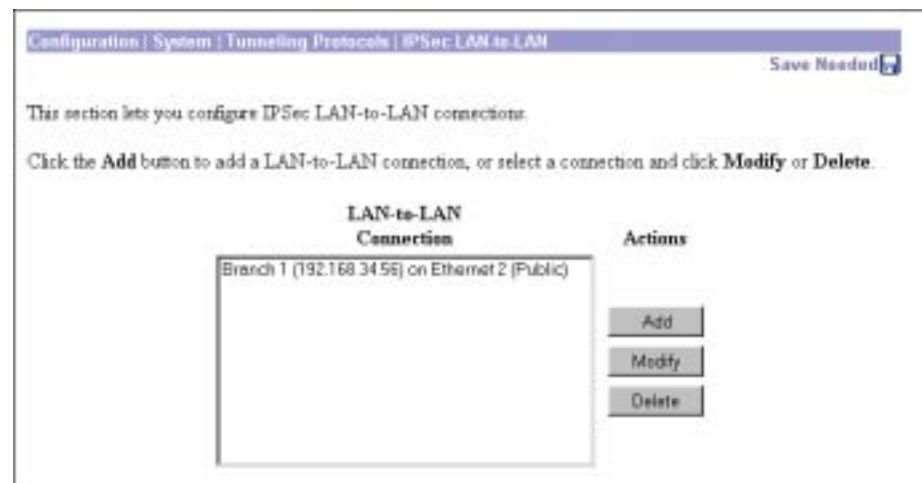 Configuration | System | Tunneling Protocols | IPSec LAN-to-LAN
Save Needed
This section lets you configure IPSec LAN-to-LAN connections.
Click the Add button to add a LAN-to-LAN connection, or select a connection and click Modify or Delete.
LAN-to-LAN
Connection
Actions
Branch 1 (192.168.34.56) on Ethernet 2 (Public)
Add
Modify
Delete